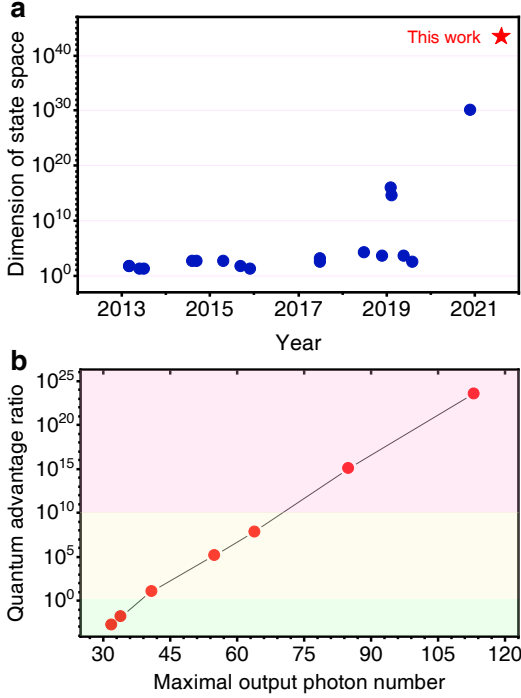 a
Dimension of state space
10^40
10^30
10^20
10^10
10^0
This work
2013 2015 2017 2019 2021
Year
b
Quantum advantage ratio
10^25
10^20
10^15
10^10
10^5
10^0
30 45 60 75 90 105 120
Maximal output photon number